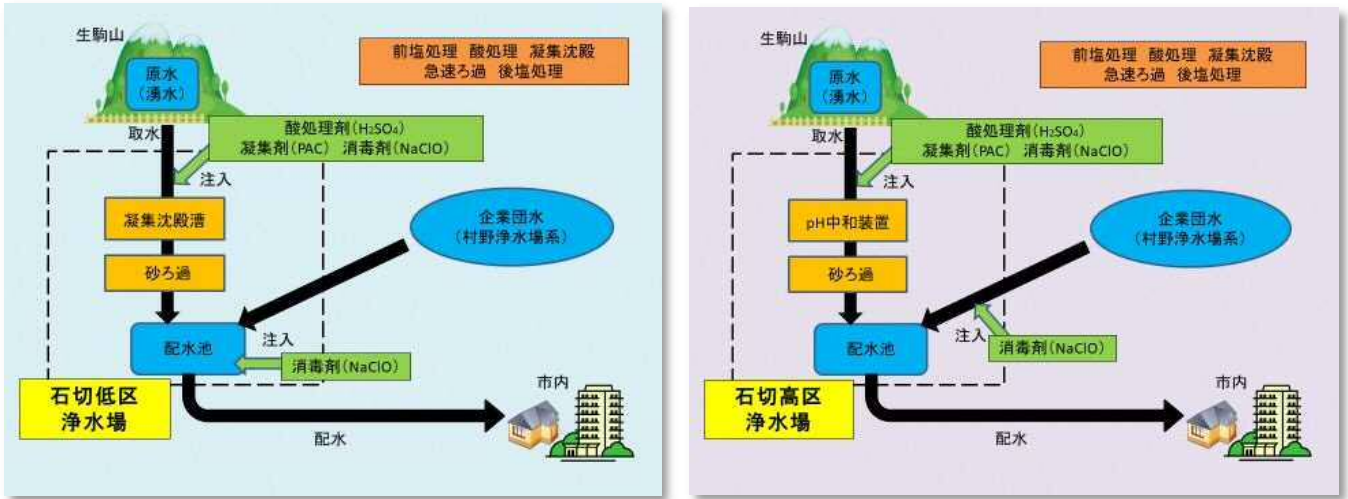 生駒山
前塩処理 酸処理 凝集沈殿
急速ろ過 後塩処理
原水
(湧水)
取水
酸処理剤(H₂SO₄)
凝集剤(PAC) 消毒剤(NaClO)
注入
凝集沈殿漕
企業団水
(村野浄水場系)
砂ろ過
配水池
注入
消毒剤(NaClO)
石切低区
浄水場
市内
配水
生駒山
前塩処理 酸処理 凝集沈殿
急速ろ過 後塩処理
原水
(湧水)
取水
酸処理剤(H₂SO₄)
凝集剤(PAC) 消毒剤(NaClO)
注入
pH中和装置
企業団水
(村野浄水場系)
砂ろ過
配水池
注入
消毒剤(NaClO)
石切高区
浄水場
市内
配水